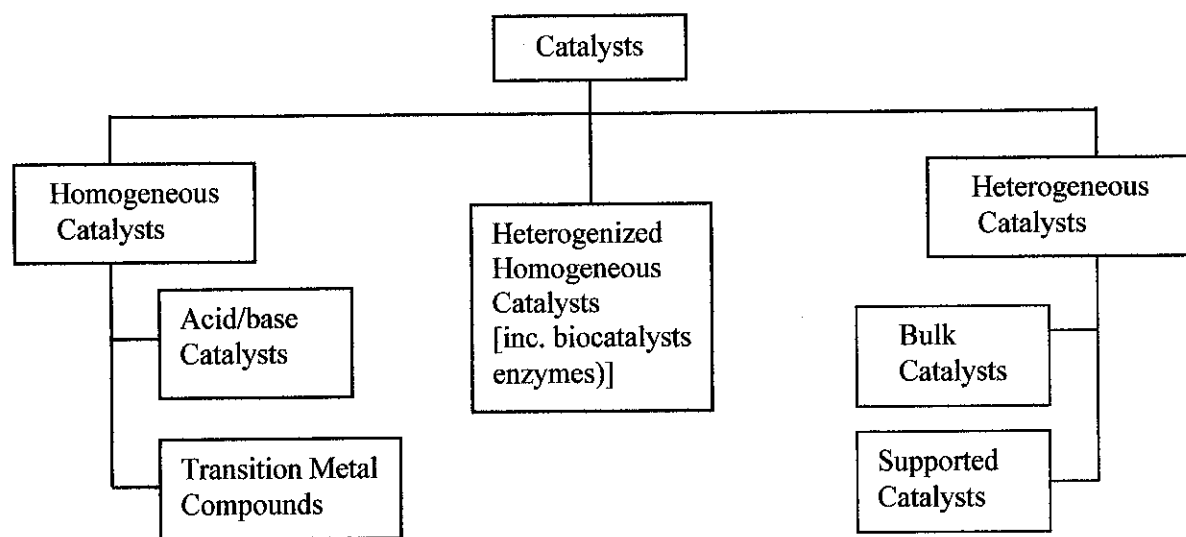 Catalysts
Homogeneous
Catalysts
Heterogenized
Homogeneous
Catalysts
[inc. biocatalysts
enzymes)]
Heterogeneous
Catalysts
Acid/base
Catalysts
Transition Metal
Compounds
Bulk
Catalysts
Supported
Catalysts